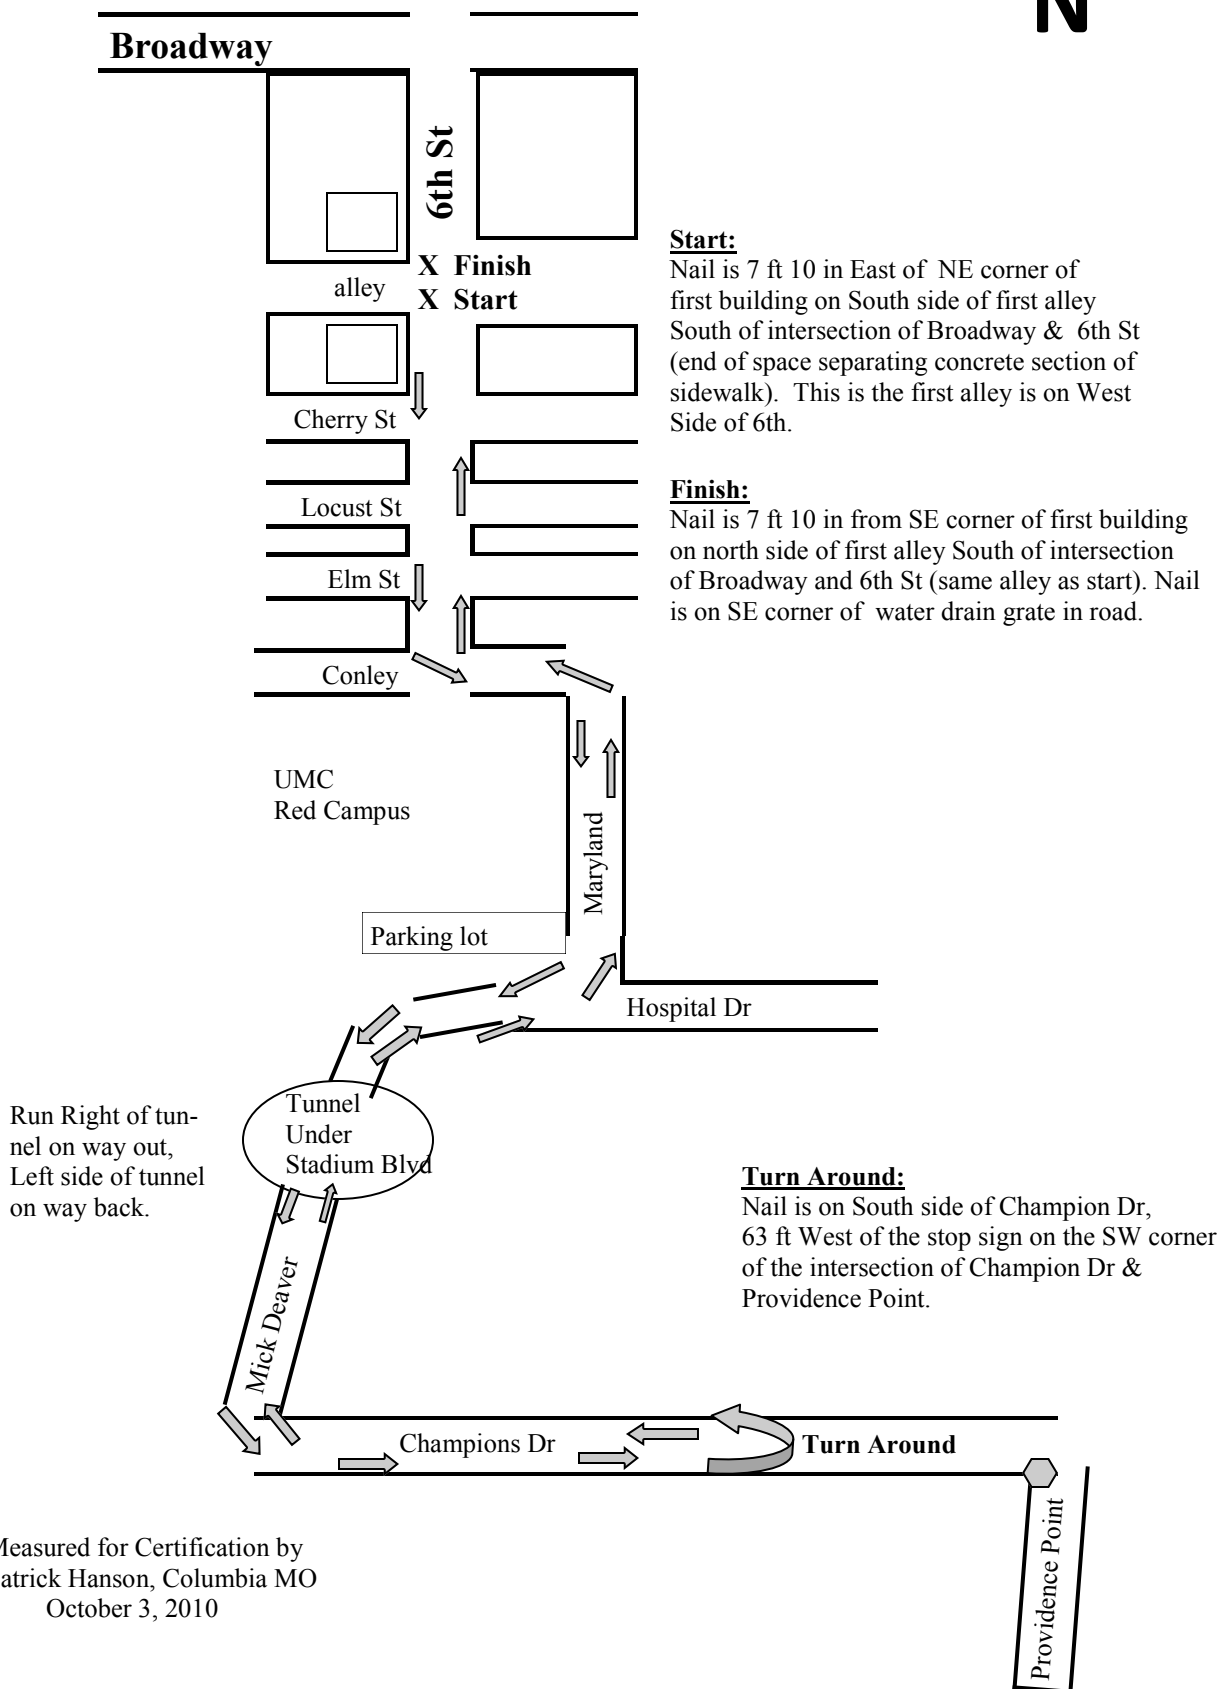 N
Broadway
6th St
X Finish
alley
X Start
Start:
Nail is 7 ft 10 in East of NE corner of
first building on South side of first alley
South of intersection of Broadway & 6th St
(end of space separating concrete section of
sidewalk). This is the first alley is on West
Side of 6th.
Cherry St
Finish:
Nail is 7 ft 10 in from SE corner of first building
on north side of first alley South of intersection
of Broadway and 6th St (same alley as start). Nail
is on SE corner of water drain grate in road.
Locust St
Elm St
Conley
UMC
Red Campus
Maryland
Parking lot
Hospital Dr
Tunnel
Under
Stadium Blvd
Run Right of tun-
nel on way out,
Left side of tunnel
on way back.
Turn Around:
Nail is on South side of Champion Dr,
63 ft West of the stop sign on the SW corner
of the intersection of Champion Dr &
Providence Point.
Mick Deaver
Champions Dr
Turn Around
Providence Point
Measured for Certification by
atrick Hanson, Columbia MO
October 3, 2010